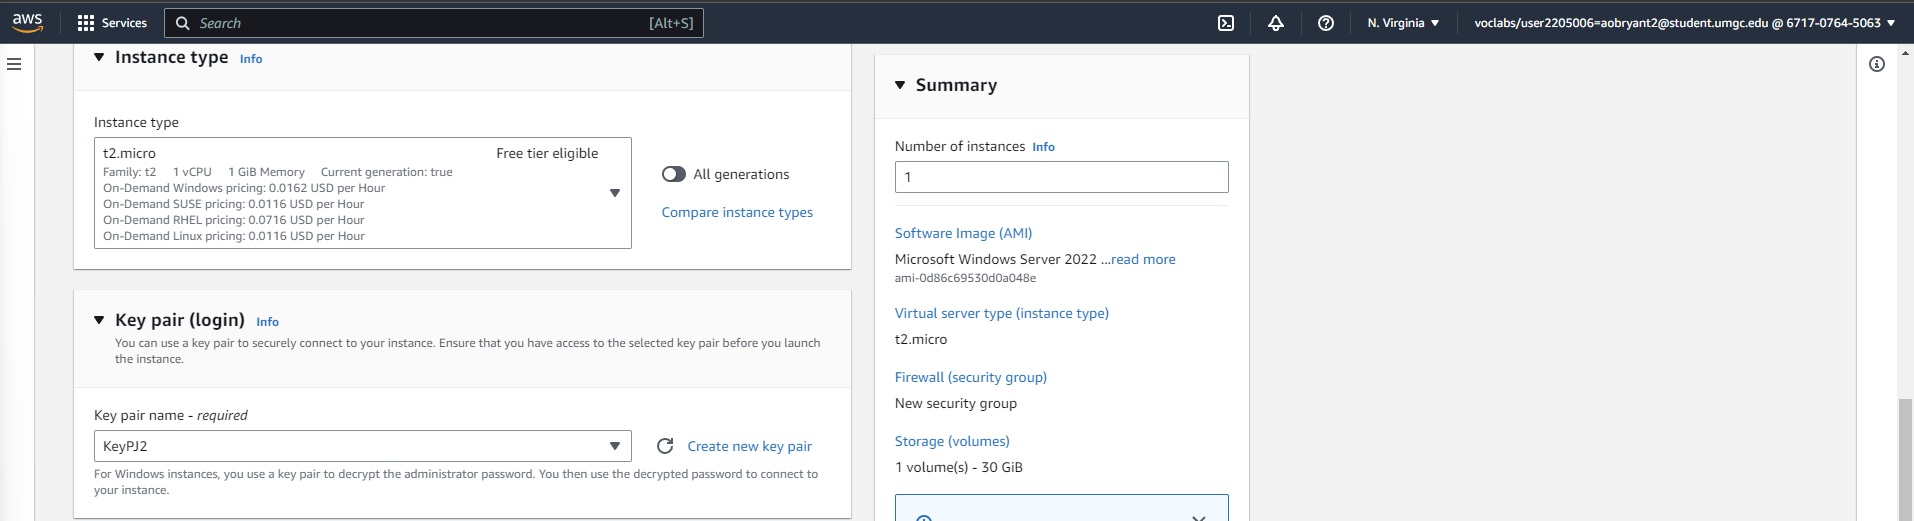 aws
Services
Search
[Alt+S]
N. Virginia
voclabs/user2205006=aobryant2@student.umgc.edu @ 6717-0764-5063
Instance type Info
Instance type
t2.micro Free tier eligible
Family: t2 1 vCPU 1 GiB Memory Current generation: true
On-Demand Windows pricing: 0.0162 USD per Hour
On-Demand SUSE pricing: 0.0116 USD per Hour
On-Demand RHEL pricing: 0.0716 USD per Hour
On-Demand Linux pricing: 0.0116 USD per Hour
All generations
Compare instance types
Key pair (login) Info
You can use a key pair to securely connect to your instance. Ensure that you have access to the selected key pair before you launch
the instance.
Key pair name - required
KeyPJ2
Create new key pair
For Windows instances, you use a key pair to decrypt the administrator password. You then use the decrypted password to connect to
your instance.
Summary
Number of instances Info
1
Software Image (AMI)
Microsoft Windows Server 2022 ...read more
ami-0d86c69530d0a048e
Virtual server type (instance type)
t2.micro
Firewall (security group)
New security group
Storage (volumes)
1 volume(s) - 30 GiB